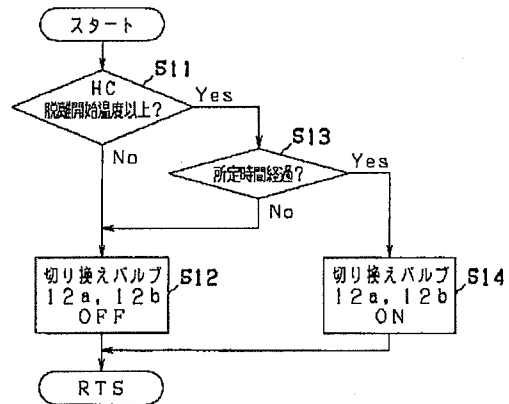 スタート
S11
HC
脱離開始温度以上?
Yes
No
S13
所定時間経過?
Yes
No
切り換えバルブ
12a, 12b
OFF
S12
切り換えバルブ
12a, 12b
ON
S14
RTS